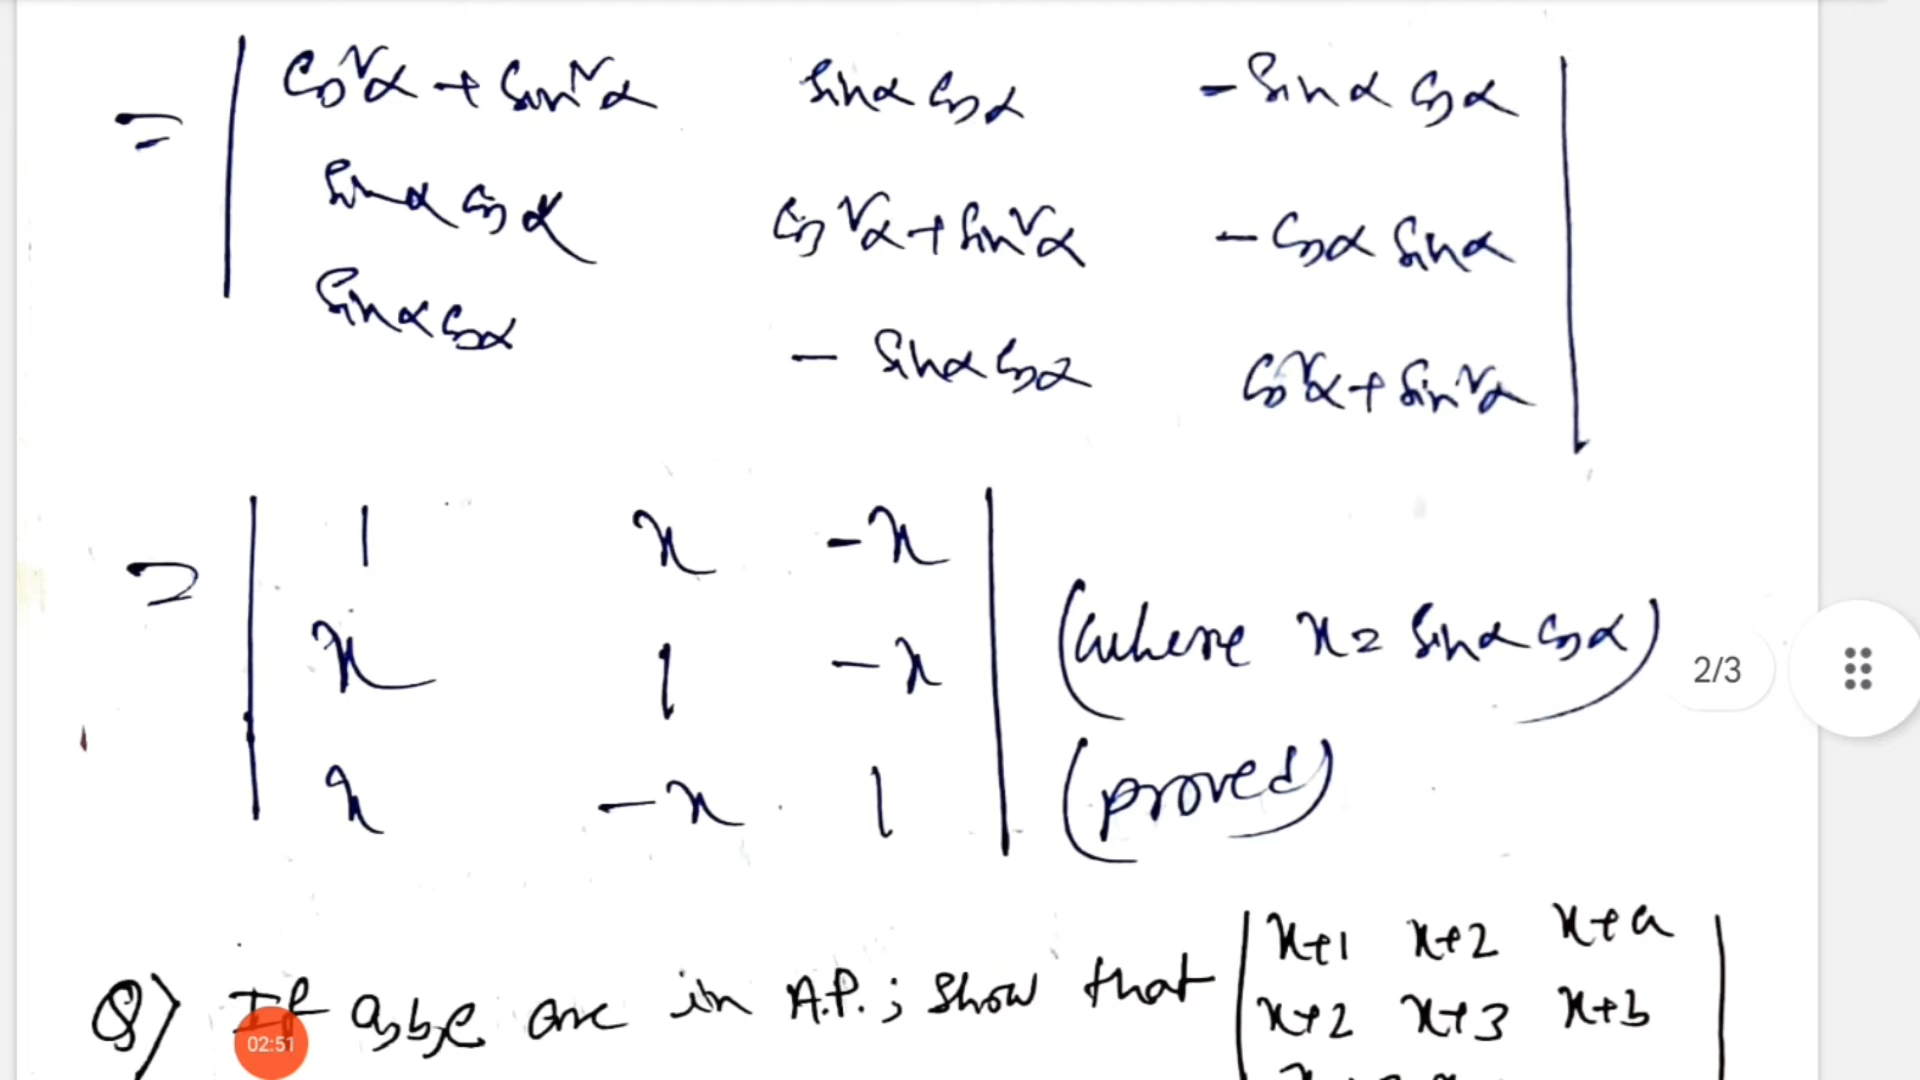 = | cos²α + sin²α  sinα cosα  - sinα cosα |
sinα cosα  cos²α + sin²α  - cosα sinα
sinα cosα  - sinα cosα  cos²α + sin²α
= | 1  x  -x |
x  1  -x  (where x = sinα cosα)
2/3
x  -x  1  (proved)
x+1  x+2  x+a
Q) If a,b,c are in A.P.; show that | x+2  x+3  x+b |
02:51